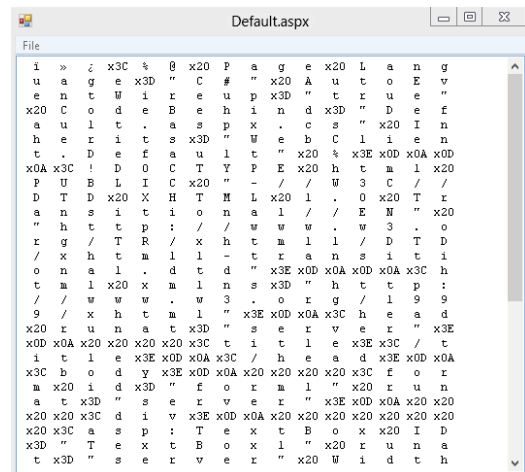 Default.aspx
File
ï » ¿ x3C % @ x20 P a g e x20 L a n g
u a g e x3D " C # " x20 A u t o E v
e n t W i r e u p x3D " t r u e "
x20 C o d e B e h i n d x3D " D e f
a u l t . a s p x . c s " x20 I n
h e r i t s x3D " W e b C l i e n
t . D e f a u l t " x20 % x3E x0D x0A x0D
x0A x3C ! D O C T Y P E x20 h t m l x20
P U B L I C x20 " - / / W 3 C / /
D T D x20 X H T M L x20 1 . 0 x20 T r
a n s i t i o n a l / / E N " x20
" h t t p : / / w w w . w 3 . o
r g / T R / x h t m l 1 / D T D
/ x h t m l 1 - t r a n s i t i
o n a l . d t d " x3E x0D x0A x0D x0A x3C h
t m l x20 x m l n s x3D " h t t p :
/ / w w w . w 3 . o r g / 1 9 9
9 / x h t m l " x3E x0D x0A x3C h e a d
x20 r u n a t x3D " s e r v e r " x3E
x0D x0A x20 x20 x20 x20 x3C t i t l e x3E x3C / t
i t l e x3E x0D x0A x3C / h e a d x3E x0D x0A
x3C b o d y x3E x0D x0A x20 x20 x20 x20 x3C f o r
m x20 i d x3D " f o r m 1 " x20 r u n
a t x3D " s e r v e r " x3E x0D x0A x20 x20
x20 x20 x3C d i v x3E x0D x0A x20 x20 x20 x20 x20 x20
x20 x20 x3C a s p : T e x t B o x x20 I D
x3D " T e x t B o x 1 " x20 r u n a
t x3D " s e r v e r " x20 W i d t h